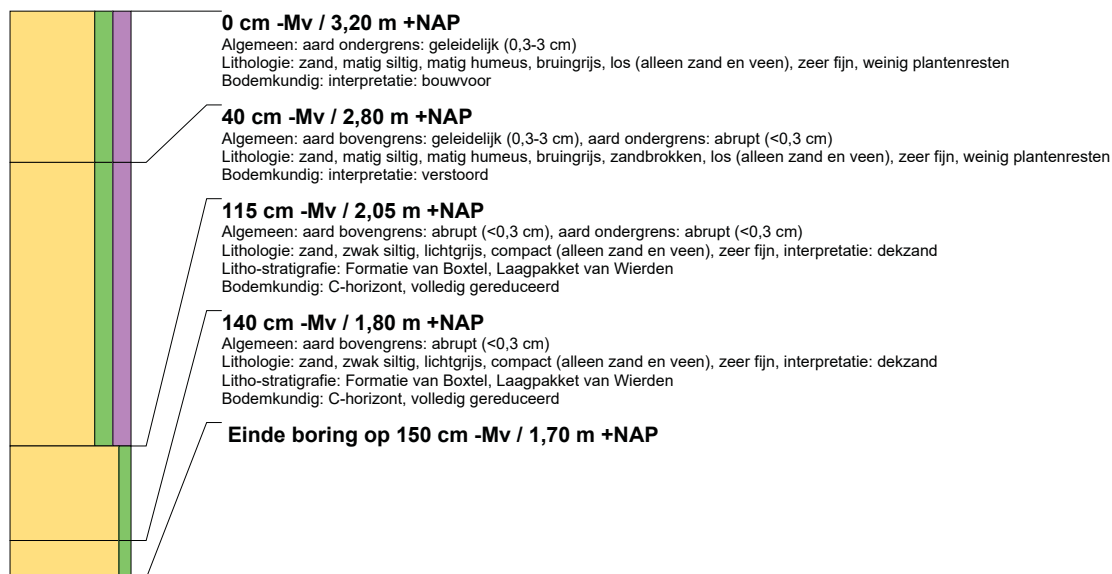 0 cm -Mv / 3,20 m +NAP
Algemeen: aard ondergrens: geleidelijk (0,3-3 cm)
Lithologie: zand, matig siltig, matig humeus, bruingrijs, los (alleen zand en veen), zeer fijn, weinig plantenresten
Bodemkundig: interpretatie: bouwvoor
40 cm -Mv / 2,80 m +NAP
Algemeen: aard bovengrens: geleidelijk (0,3-3 cm), aard ondergrens: abrupt (<0,3 cm)
Lithologie: zand, matig siltig, matig humeus, bruingrijs, zandbrokken, los (alleen zand en veen), zeer fijn, weinig plantenresten
Bodemkundig: interpretatie: verstoord
115 cm -Mv / 2,05 m +NAP
Algemeen: aard bovengrens: abrupt (<0,3 cm), aard ondergrens: abrupt (<0,3 cm)
Lithologie: zand, zwak siltig, lichtgrijs, compact (alleen zand en veen), zeer fijn, interpretatie: dekzand
Litho-stratigrafie: Formatie van Boxtel, Laagpakket van Wierden
Bodemkundig: C-horizont, volledig gereduceerd
140 cm -Mv / 1,80 m +NAP
Algemeen: aard bovengrens: abrupt (<0,3 cm)
Lithologie: zand, zwak siltig, lichtgrijs, compact (alleen zand en veen), zeer fijn, interpretatie: dekzand
Litho-stratigrafie: Formatie van Boxtel, Laagpakket van Wierden
Bodemkundig: C-horizont, volledig gereduceerd
Einde boring op 150 cm -Mv / 1,70 m +NAP